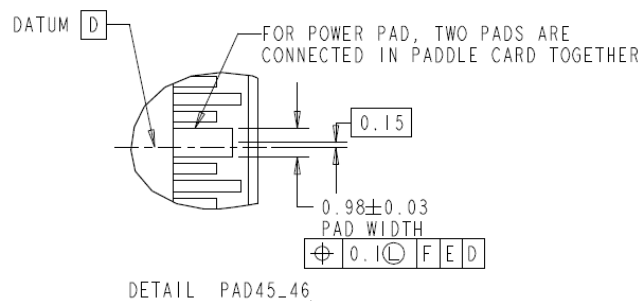 DATUM D
FOR POWER PAD, TWO PADS ARE
CONNECTED IN PADDLE CARD TOGETHER
0.15
0.98±0.03
PAD WIDTH
⌖ 0.1Ⓛ F E D
DETAIL PAD45_46